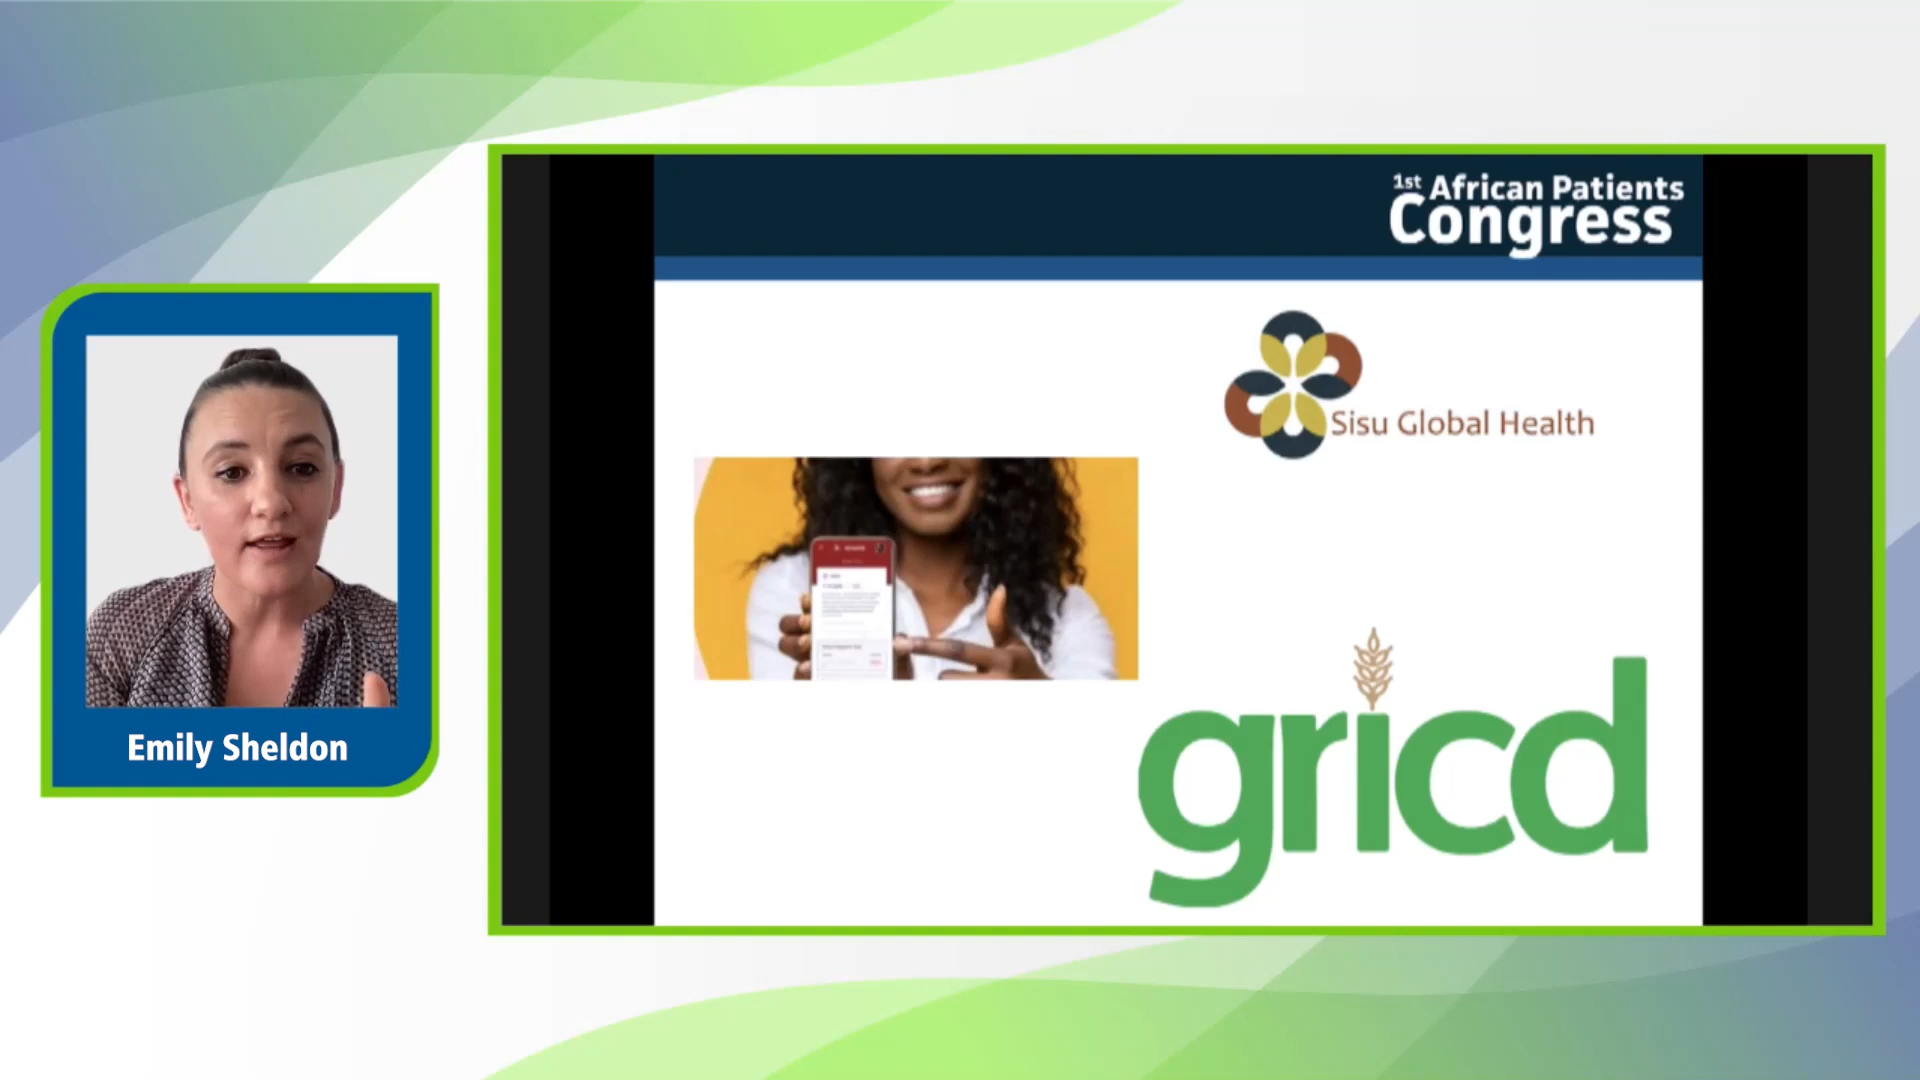 1st African Patients
Congress
Sisu Global Health
gricd
Emily Sheldon